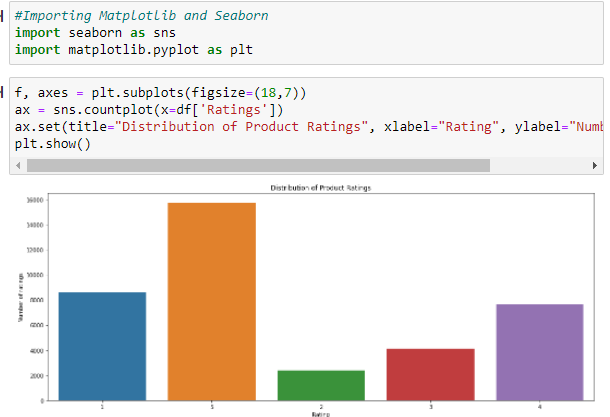 #Importing Matplotlib and Seaborn
import seaborn as sns
import matplotlib.pyplot as plt
f, axes = plt.subplots(figsize=(18,7))
ax = sns.countplot(x=df['Ratings'])
ax.set(title="Distribution of Product Ratings", xlabel="Rating", ylabel="Numb
plt.show()
Distribution of Product Ratings
16000
14000
12000
10000
8000
6000
4000
2000
0
Number of ratings
1 5 2 3 4
Rating